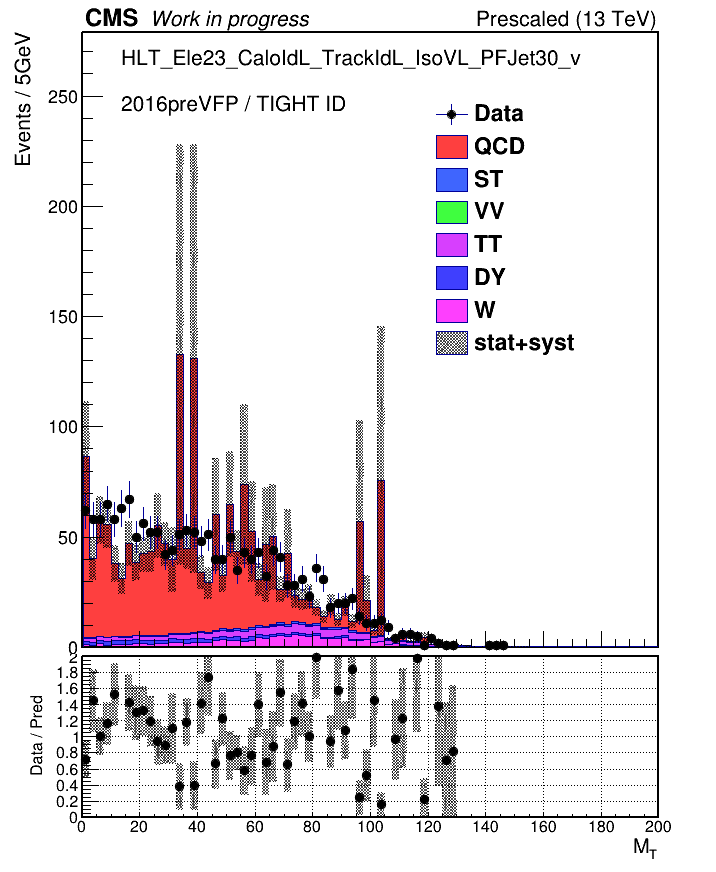 CMS Work in progress Prescaled (13 TeV)
Events / 5GeV
HLT_Ele23_CaloIdL_TrackIdL_IsoVL_PFJet30_v
2016preVFP / TIGHT ID
Data
QCD
ST
VV
TT
DY
W
stat+syst
250
200
150
100
50
0
Data / Pred
2
1.8
1.6
1.4
1.2
1
0.8
0.6
0.4
0.2
0
0 20 40 60 80 100 120 140 160 180 200
M_T